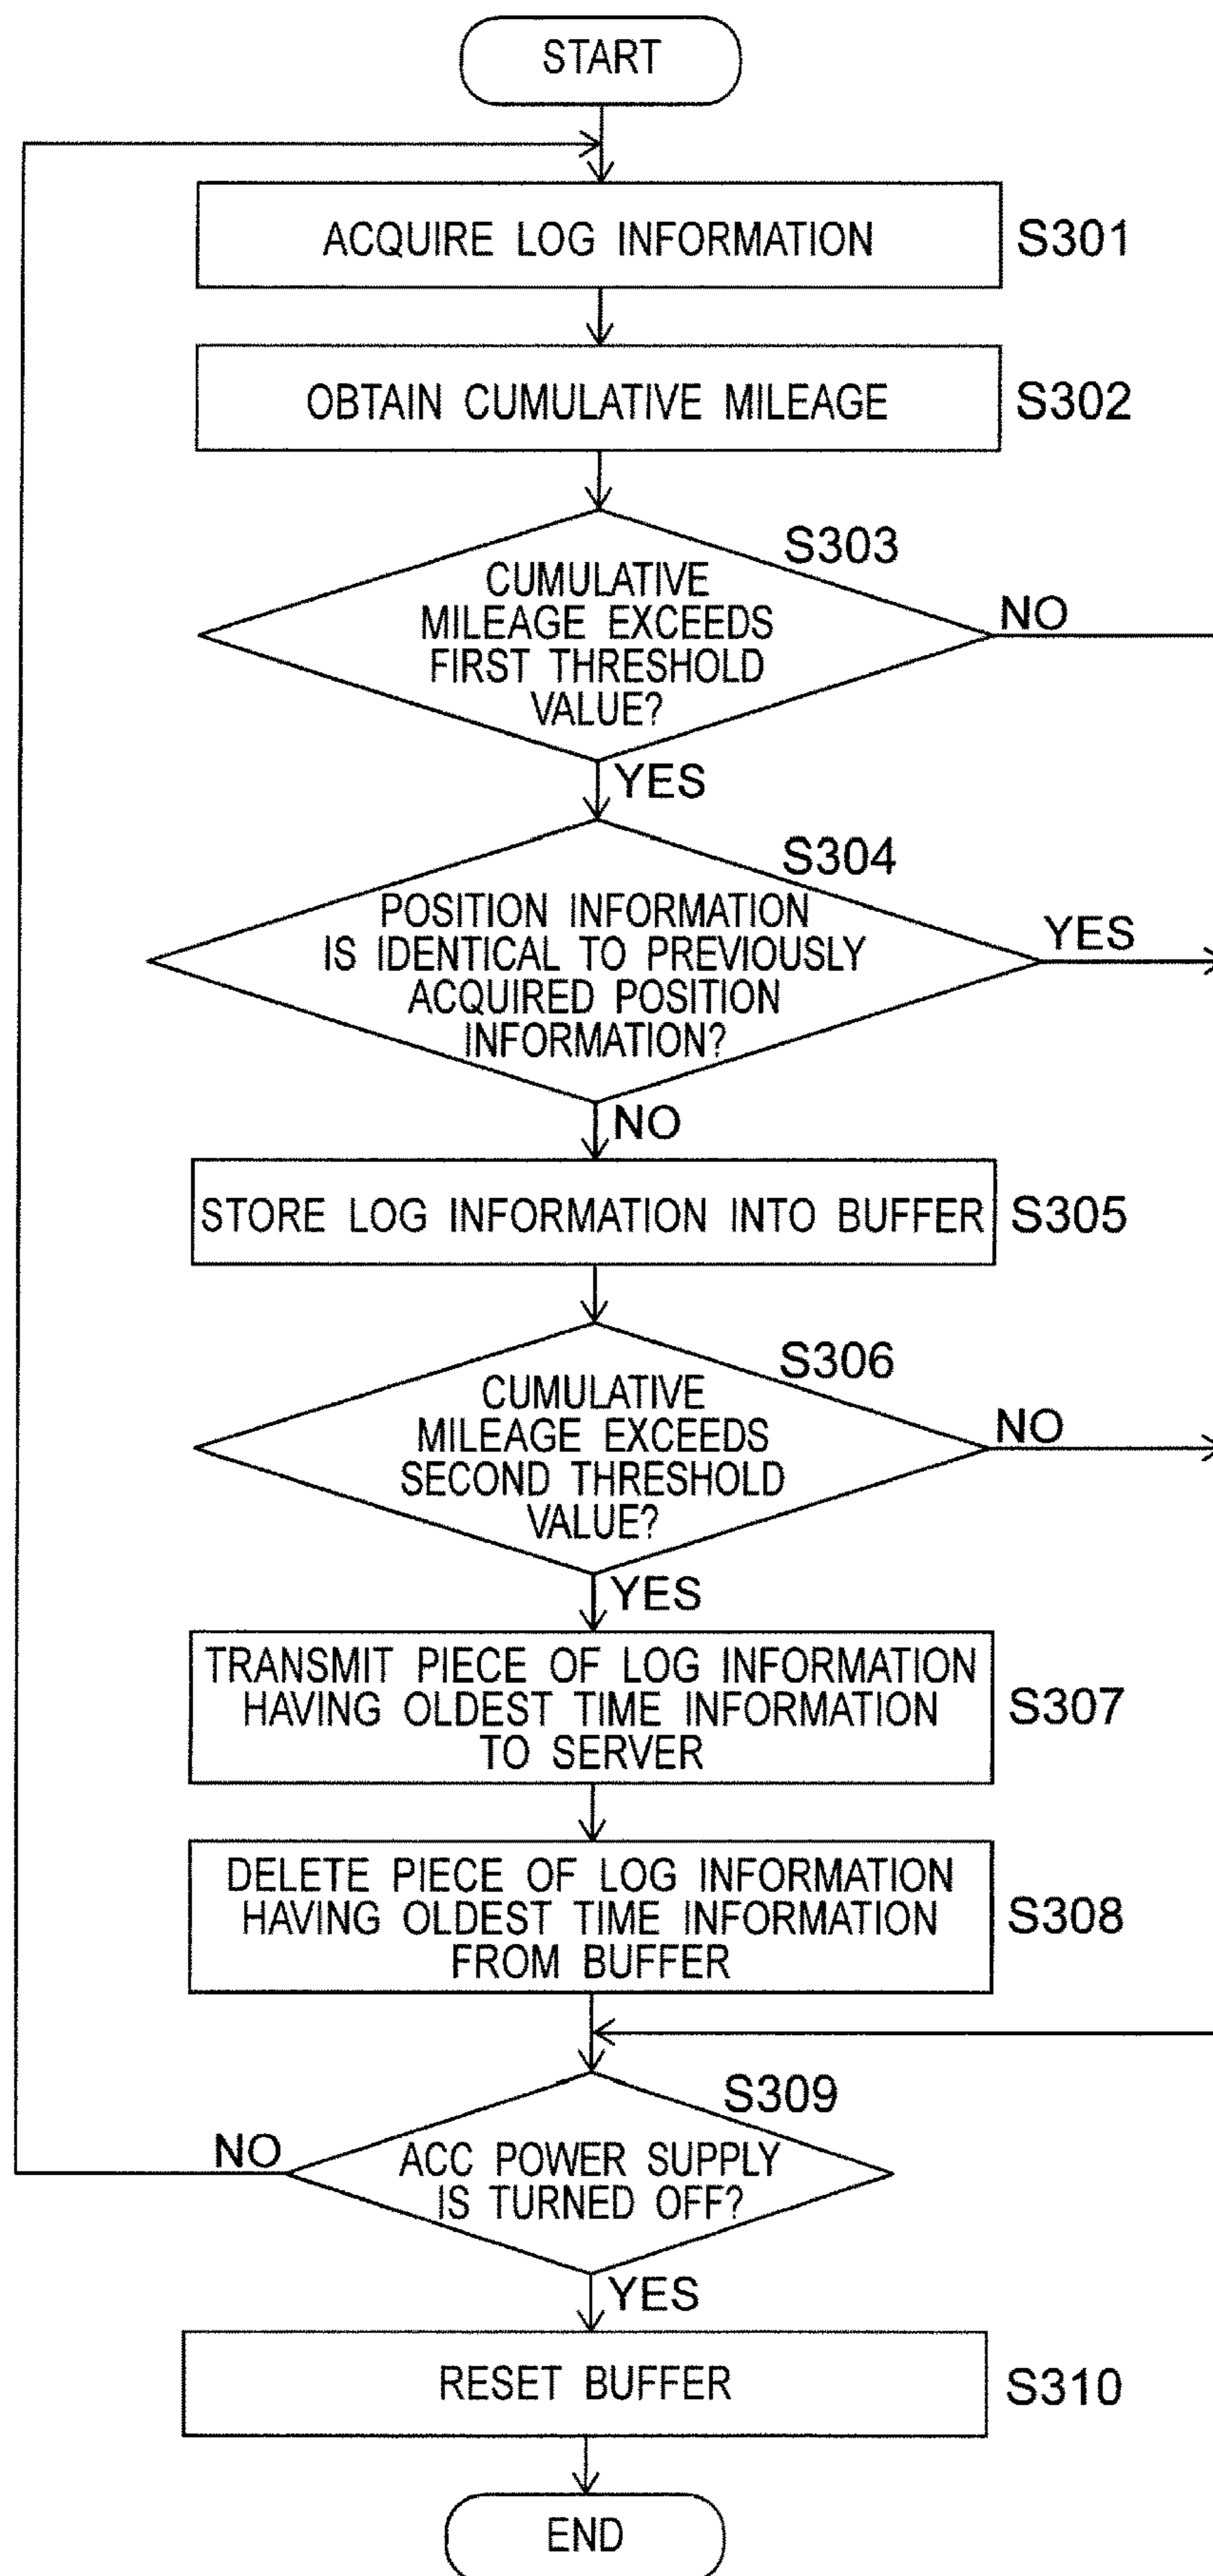 START
ACQUIRE LOG INFORMATION
S301
OBTAIN CUMULATIVE MILEAGE
S302
S303
CUMULATIVE
MILEAGE EXCEEDS
FIRST THRESHOLD
VALUE?
NO
YES
S304
POSITION INFORMATION
IS IDENTICAL TO PREVIOUSLY
ACQUIRED POSITION
INFORMATION?
YES
NO
STORE LOG INFORMATION INTO BUFFER
S305
S306
CUMULATIVE
MILEAGE EXCEEDS
SECOND THRESHOLD
VALUE?
NO
YES
TRANSMIT PIECE OF LOG INFORMATION
HAVING OLDEST TIME INFORMATION
TO SERVER
S307
DELETE PIECE OF LOG INFORMATION
HAVING OLDEST TIME INFORMATION
FROM BUFFER
S308
S309
NO
ACC POWER SUPPLY
IS TURNED OFF?
YES
RESET BUFFER
S310
END